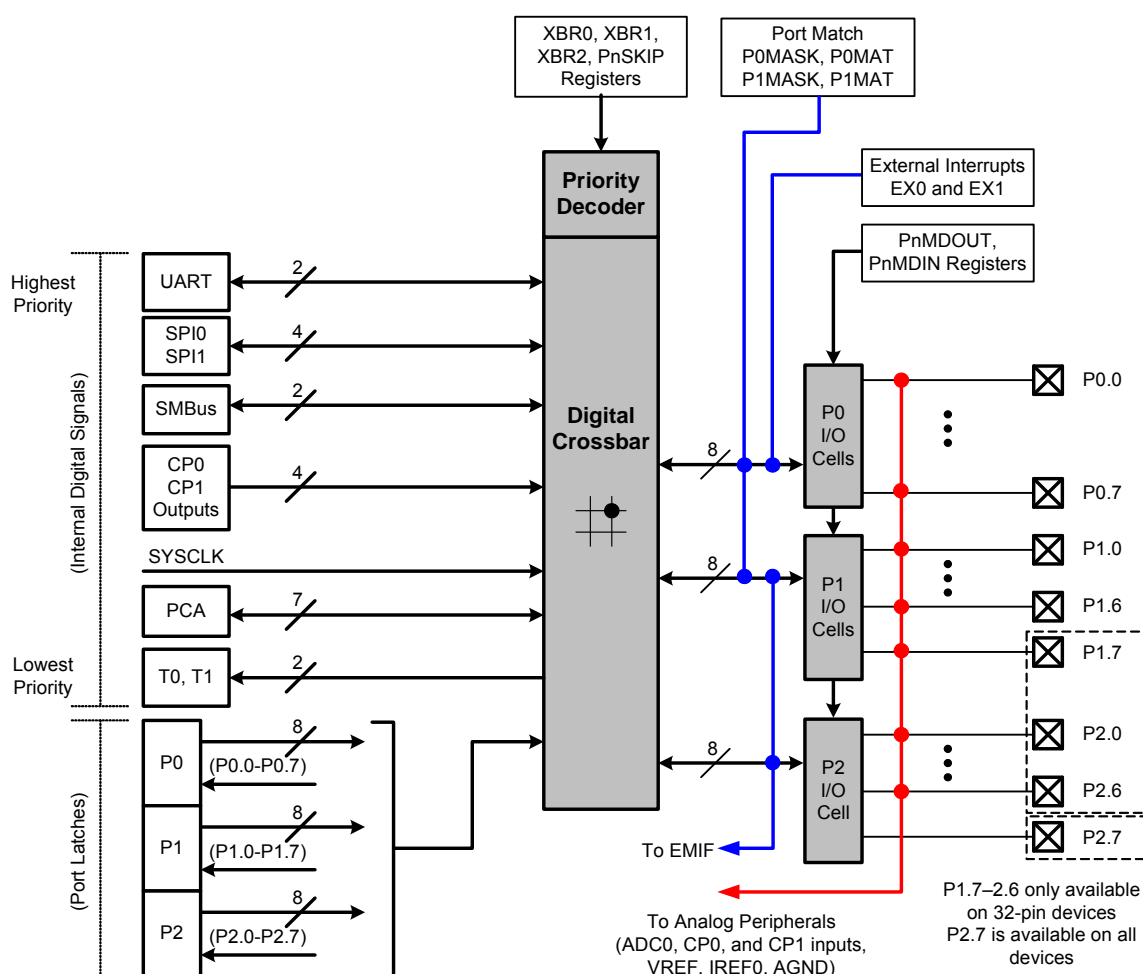 XBR0, XBR1,
XBR2, PnSKIP
Registers
Port Match
P0MASK, P0MAT
P1MASK, P1MAT
External Interrupts
EX0 and EX1
Priority
Decoder
PnMDOUT,
PnMDIN Registers
Highest
Priority
UART
2
SPI0
SPI1
4
SMBus
2
CP0
CP1
Outputs
4
SYSCLK
PCA
7
Lowest
Priority
T0, T1
2
(Internal Digital Signals)
Digital
Crossbar
8
P0
I/O
Cells
P0.0
P0.7
8
P1
I/O
Cells
P1.0
P1.6
P1.7
8
P2
I/O
Cell
P2.0
P2.6
P2.7
(Port Latches)
P0
8
(P0.0-P0.7)
P1
8
(P1.0-P1.7)
P2
8
(P2.0-P2.7)
To EMIF
To Analog Peripherals
(ADC0, CP0, and CP1 inputs,
VREF, IREF0, AGND)
P1.7–2.6 only available
on 32-pin devices
P2.7 is available on all
devices